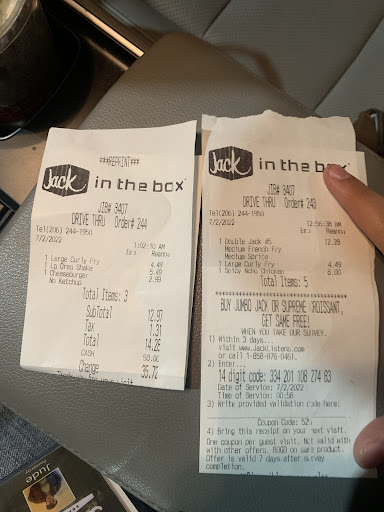 ***REPRINT***
Jack in the box
JIB# 3407
DRIVE THRU Order# 244
Tel(206) 244-1950
7/2/2022 1:02:10 AM
Reanna
1 Large Curly Fry 4.49
1 Lg Oreo Shake 5.49
1 Cheeseburger 2.99
No Ketchup
Total Items: 3
SubTotal 12.97
Tax 1.31
Total 14.28
CASH 50.00
Change 35.72
Jack in the box
JIB# 3407
DRIVE THRU Order# 243
Tel(206) 244-1950 12:56:38 AM
7/2/2022 Reanna
1 Double Jack #5 12.29
Medium French Fry
Medium Sprite
1 Large Curly Fry 4.49
1 Spicy Ncho Chicken 6.00
Total Items: 5
BUY JUMBO JACK OR SUPREME CROISSANT,
GET SAME FREE!
WHEN YOU TAKE OUR SURVEY.
1) Within 3 days...
visit www.JackListens.com
or call 1-858-876-0451.
2) Enter...
14 digit code: 334 201 108 274 63
Date of Service: 7/2/2022
Time of Service: 00:56
3) Write provided validation code here:
Coupon Code: 521
4) Bring this receipt on your next visit.
One coupon per guest visit. Not valid with
with other offers. BOGO on same product.
Offer is valid 7 days after survey
completion.
JUDE